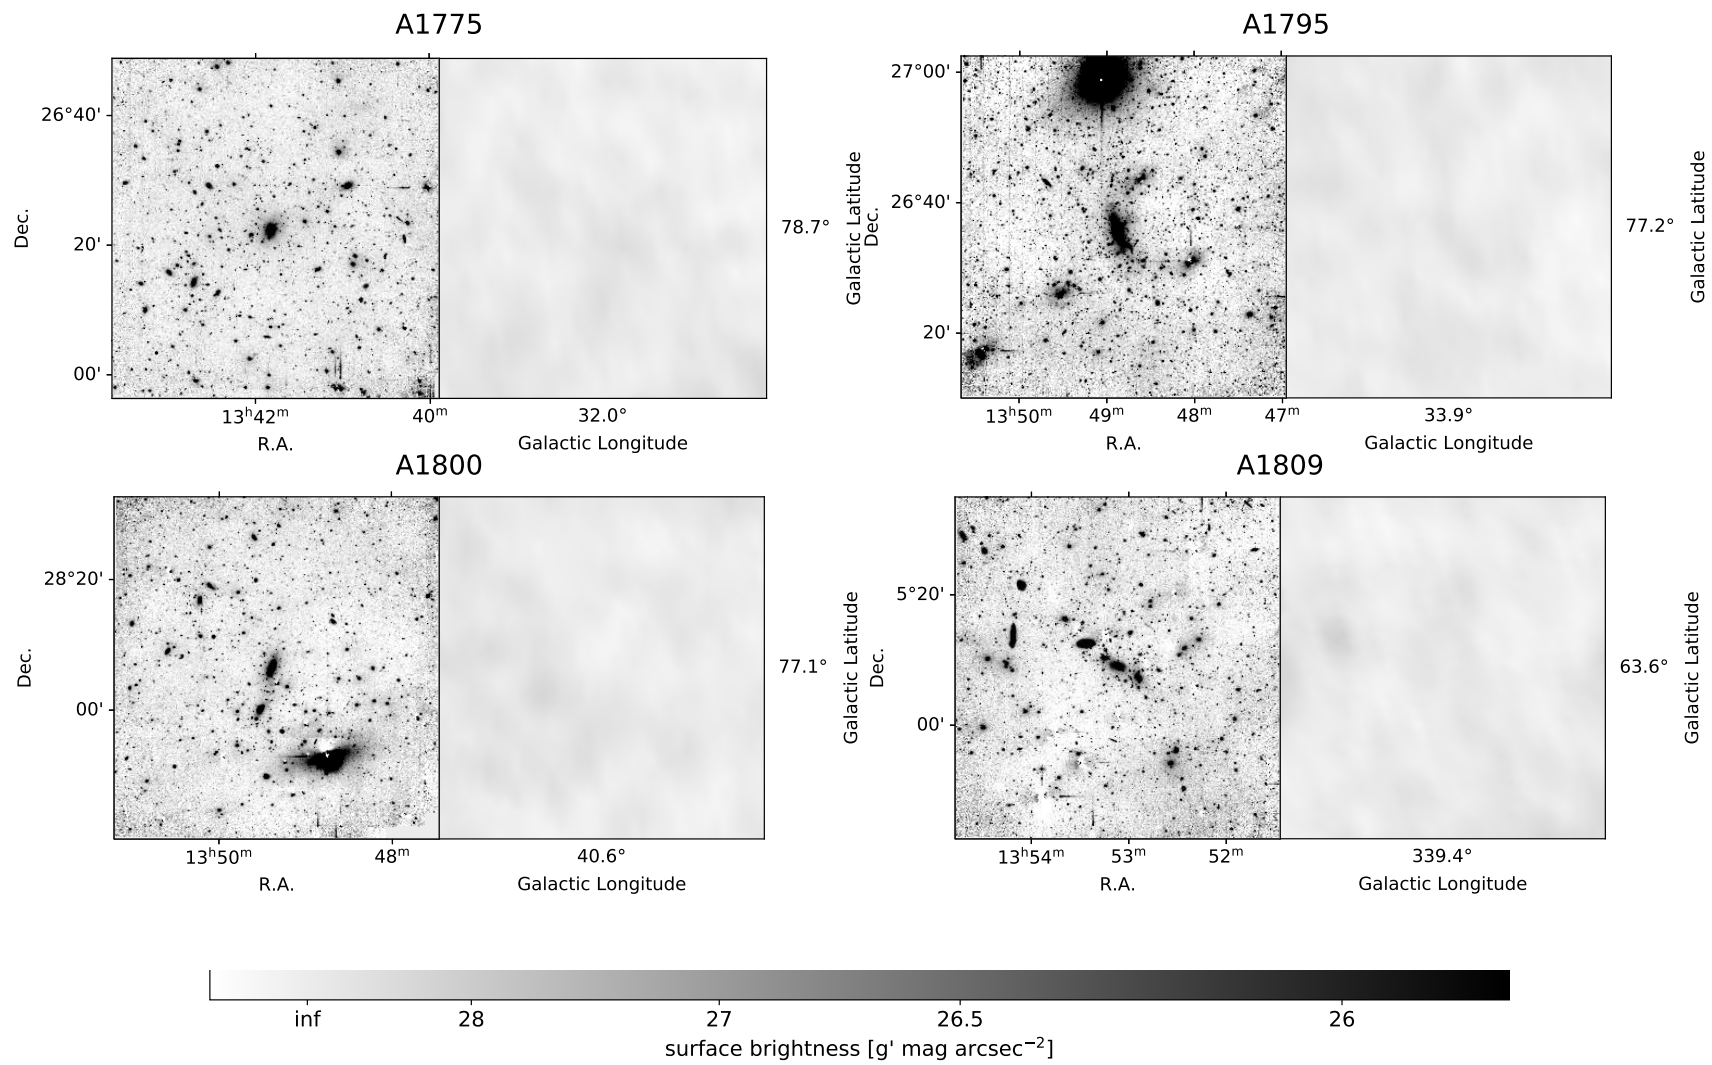 A1775
A1795
26°40'
20'
00'
Dec.
13ʰ42ᵐ
40ᵐ
R.A.
32.0°
Galactic Longitude
78.7°
Galactic Latitude
27°00'
26°40'
20'
Dec.
13ʰ50ᵐ
49ᵐ
48ᵐ
47ᵐ
R.A.
33.9°
Galactic Longitude
77.2°
Galactic Latitude
A1800
A1809
28°20'
00'
Dec.
13ʰ50ᵐ
48ᵐ
R.A.
40.6°
Galactic Longitude
77.1°
Galactic Latitude
5°20'
00'
Dec.
13ʰ54ᵐ
53ᵐ
52ᵐ
R.A.
339.4°
Galactic Longitude
63.6°
Galactic Latitude
inf
28
27
26.5
26
surface brightness [g' mag arcsec⁻²]